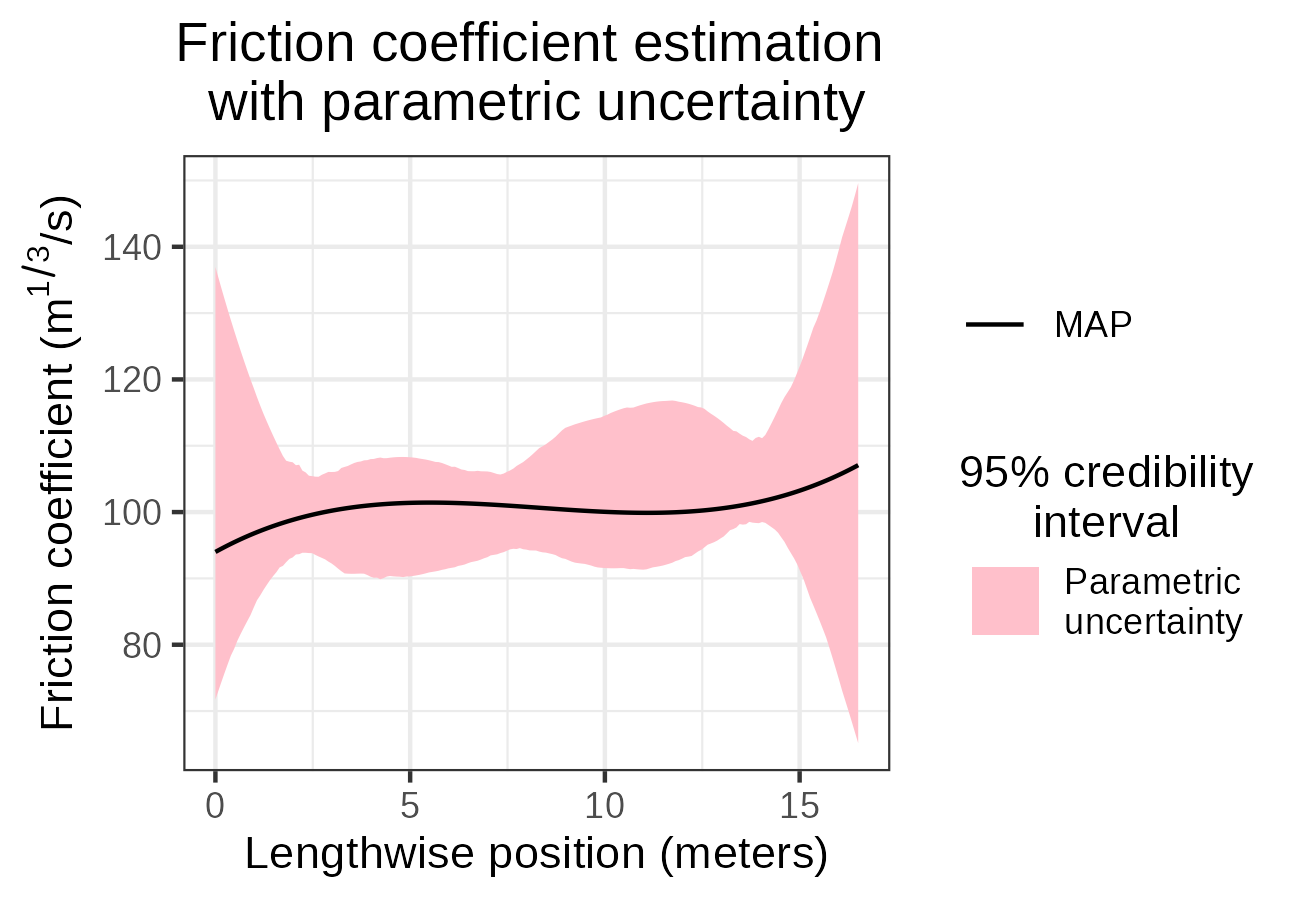 Friction coefficient estimation
with parametric uncertainty
Friction coefficient (m^1/3/s)
140
120
100
80
0
5
10
15
Lengthwise position (meters)
MAP
95% credibility
interval
Parametric
uncertainty